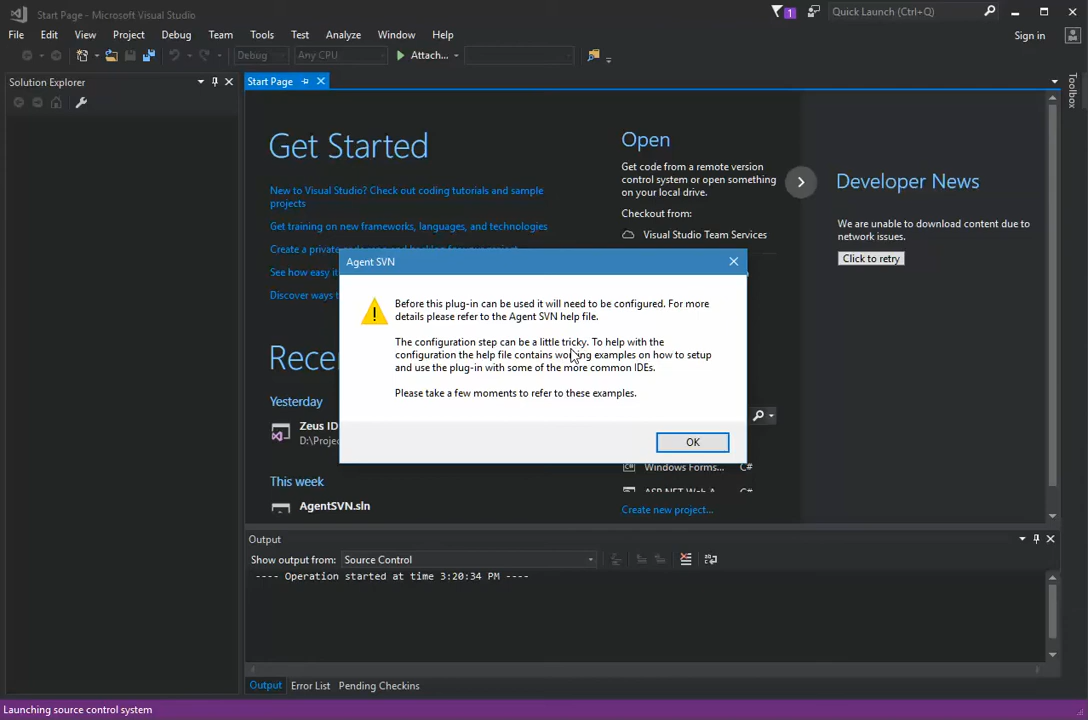 Start Page - Microsoft Visual Studio
1
Quick Launch (Ctrl+Q)
File Edit View Project Debug Team Tools Test Analyze Window Help
Sign in
Debug Any CPU Attach...
Solution Explorer
Start Page
Toolbox
Get Started
New to Visual Studio? Check out coding tutorials and sample
projects
Get training on new frameworks, languages, and technologies
Create a private
See how easy i
Discover ways
Recen
Yesterday
Zeus ID
D:\Proje
This week
AgentSVN.sln
Open
Get code from a remote version
control system or open something
on your local drive.
Checkout from:
Visual Studio Team Services
Windows Forms... C#
ASP.NET Web A
Create new project...
Developer News
We are unable to download content due to
network issues.
Click to retry
Agent SVN
Before this plug-in can be used it will need to be configured. For more
details please refer to the Agent SVN help file.
The configuration step can be a little tricky. To help with the
configuration the help file contains working examples on how to setup
and use the plug-in with some of the more common IDEs.
Please take a few moments to refer to these examples.
OK
Output
Show output from: Source Control
---- Operation started at time 3:20:34 PM ----
Output Error List Pending Checkins
Launching source control system